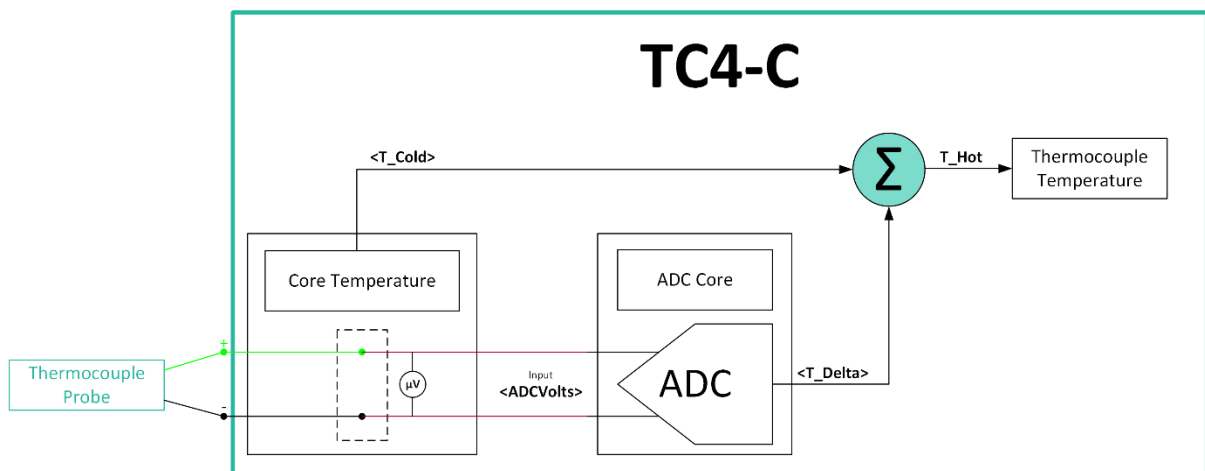 TC4-C
<T_Cold>
Σ
T_Hot
Thermocouple
Temperature
Core Temperature
ADC Core
+
Thermocouple
Probe
-
µV
Input
<ADCVolts>
ADC
<T_Delta>